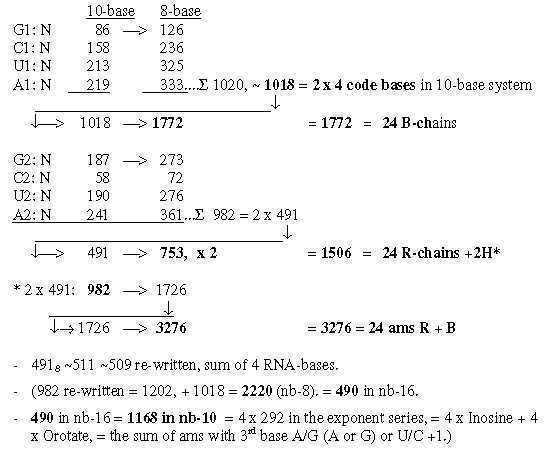 10-base 8-base
G1: N 86 —> 126
C1: N 158 236
U1: N 213 325
A1: N 219 333...Σ 1020, ~ 1018 = 2 x 4 code bases in 10-base system
↓
↓—> 1018 —> 1772 = 1772 = 24 B-chains
G2: N 187 —> 273
C2: N 58 72
U2: N 190 276
A2: N 241 361...Σ 982 = 2 x 491
↓
↓—> 491 —> 753, x 2 = 1506 = 24 R-chains +2H*
* 2 x 491: 982 —> 1726
↓
↓→ 1726 —> 3276 = 3276 = 24 ams R + B
- 491₈ ~511 ~509 re-written, sum of 4 RNA-bases.
- (982 re-written = 1202, + 1018 = 2220 (nb-8). = 490 in nb-16.
- 490 in nb-16 = 1168 in nb-10 = 4 x 292 in the exponent series, = 4 x Inosine + 4
x Orotate, = the sum of ams with 3rd base A/G (A or G) or U/C +1.)